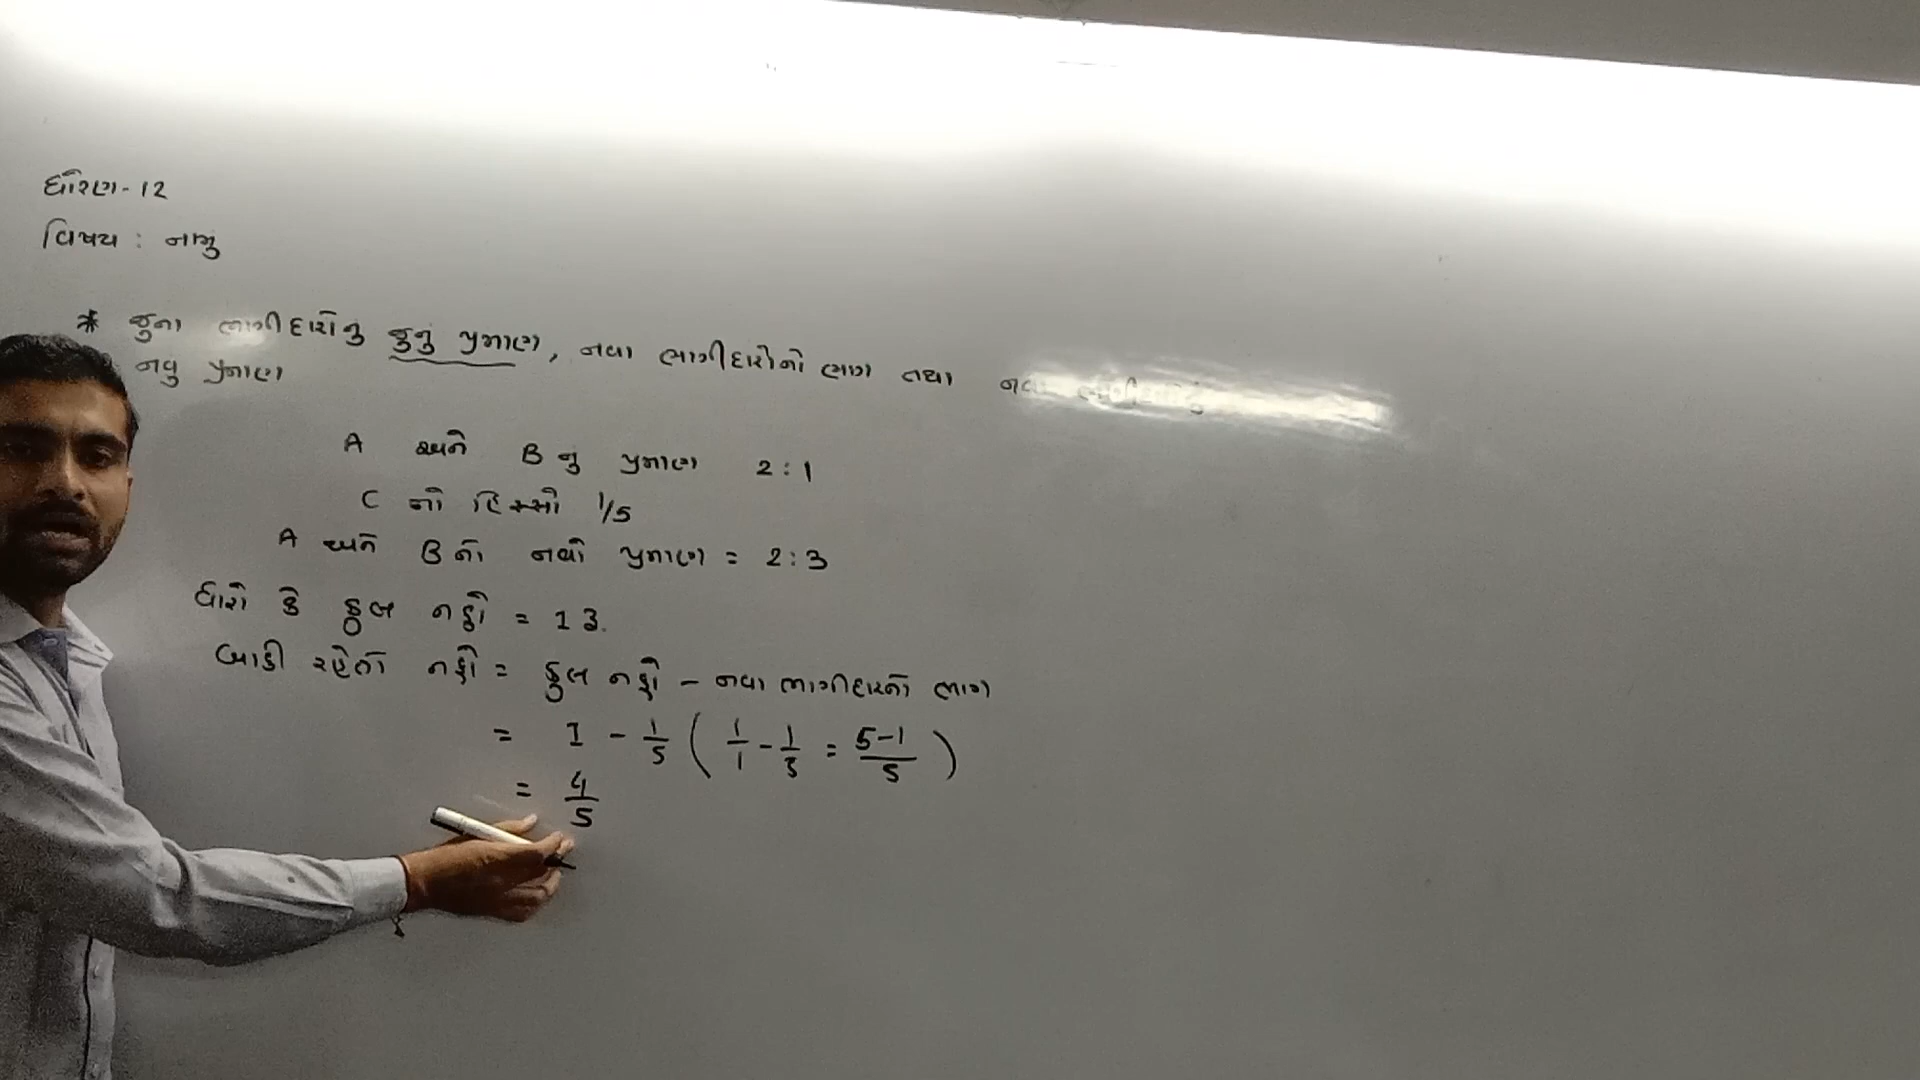 ધોરણ-12
વિષય : નામુ
* જુના ભાગીદારોનુ જુનુ પ્રમાણ, નવા ભાગીદારોનો ભાગ તથા
નવુ પ્રમાણ
A અને B નુ પ્રમાણ 2:1
C નો હિસ્સો 1/5
A અને B નો નવો પ્રમાણ = 2:3
ધારો કે કુલ નફો = 1 રૂ.
બાકી રહેતો નફો = કુલ નફો - નવા ભાગીદારનો ભાગ
= 1 - 1/5 ( 1/1 - 1/5 = 5-1/5 )
= 4/5